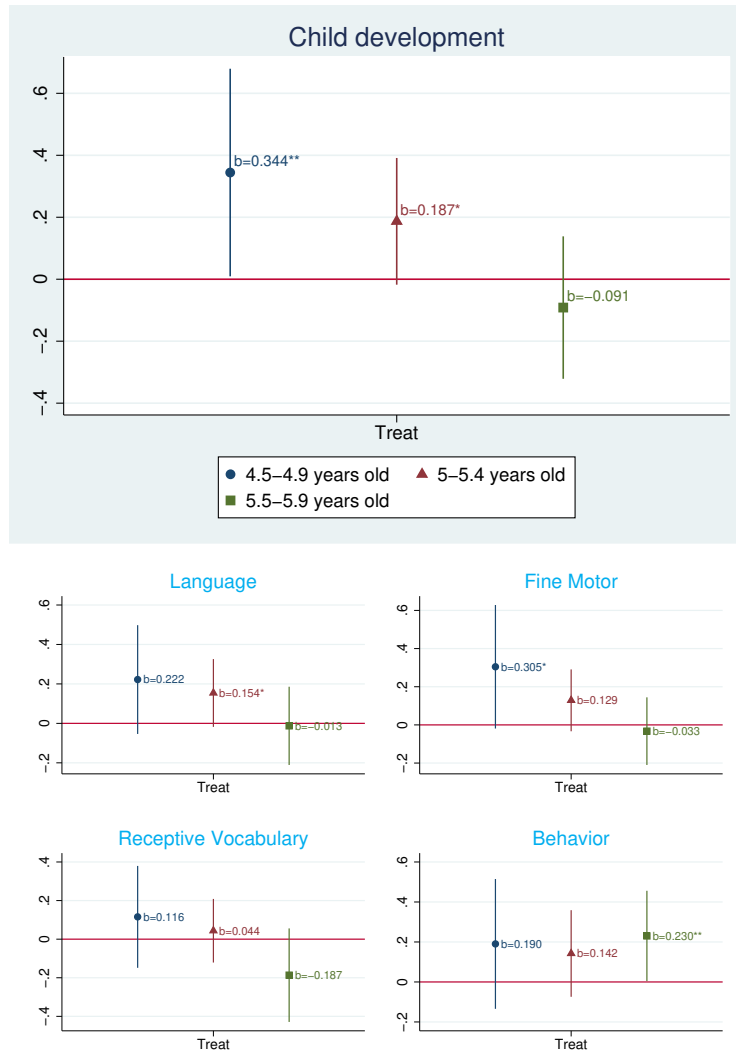 Child development
.6
.4
.2
0
−.2
−.4
b=0.344**
b=0.187*
b=−0.091
Treat
4.5−4.9 years old
5−5.4 years old
5.5−5.9 years old
Language
.6
.4
.2
0
−.2
b=0.222
b=0.154*
b=−0.013
Treat
Fine Motor
.6
.4
.2
0
−.2
b=0.305*
b=0.129
b=−0.033
Treat
Receptive Vocabulary
.4
.2
0
−.2
−.4
b=0.116
b=0.044
b=−0.187
Treat
Behavior
.6
.4
.2
0
−.2
b=0.190
b=0.142
b=0.230**
Treat